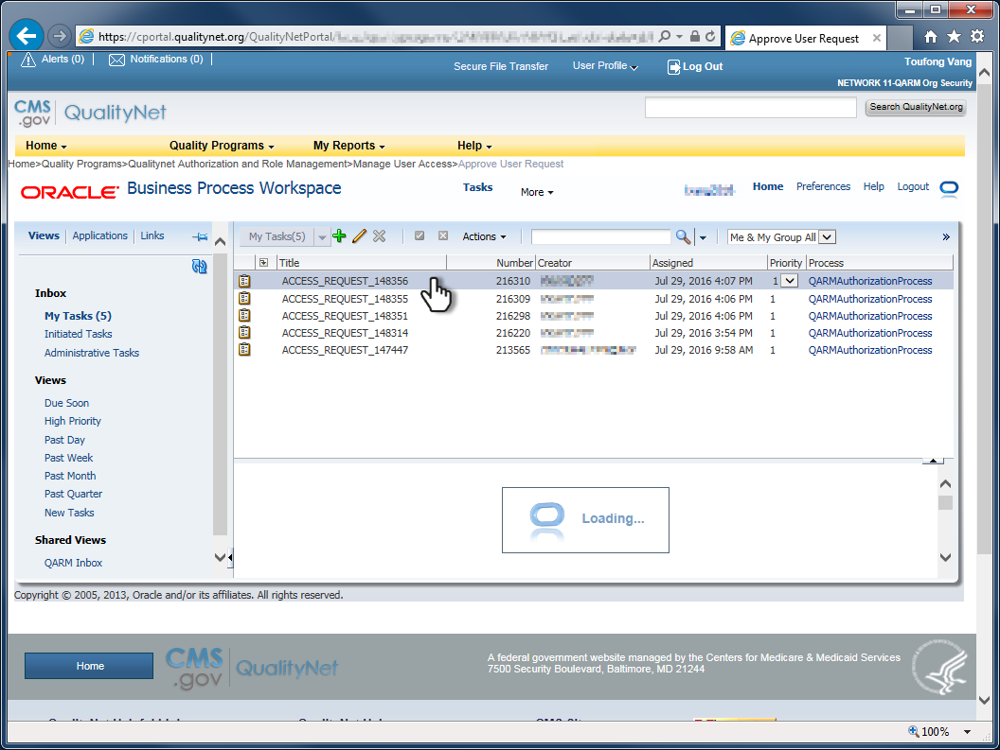 https://cportal.qualitynet.org/QualityNetPortal/
Approve User Request
Alerts (0) Notifications (0)
Secure File Transfer User Profile Log Out
Toufong Vang
NETWORK 11-QARM Org Security
CMS.gov QualityNet
Search QualityNet.org
Home Quality Programs My Reports Help
Home>Quality Programs>Qualitynet Authorization and Role Management>Manage User Access>Approve User Request
ORACLE Business Process Workspace Tasks More Home Preferences Help Logout
Views Applications Links
My Tasks(5) Actions Me & My Group All »
Title Number Creator Assigned Priority Process
ACCESS_REQUEST_148356 216310 Jul 29, 2016 4:07 PM 1 QARMAuthorizationProcess
ACCESS_REQUEST_148355 216309 Jul 29, 2016 4:06 PM 1 QARMAuthorizationProcess
ACCESS_REQUEST_148351 216298 Jul 29, 2016 4:06 PM 1 QARMAuthorizationProcess
ACCESS_REQUEST_148314 216220 Jul 29, 2016 3:54 PM 1 QARMAuthorizationProcess
ACCESS_REQUEST_147447 213565 Jul 29, 2016 9:58 AM 1 QARMAuthorizationProcess
Inbox
My Tasks (5)
Initiated Tasks
Administrative Tasks
Views
Due Soon
High Priority
Past Day
Past Week
Past Month
Past Quarter
New Tasks
Shared Views
QARM Inbox
Loading...
Copyright © 2005, 2013, Oracle and/or its affiliates. All rights reserved.
Home
CMS.gov QualityNet
A federal government website managed by the Centers for Medicare & Medicaid Services
7500 Security Boulevard, Baltimore, MD 21244
100%